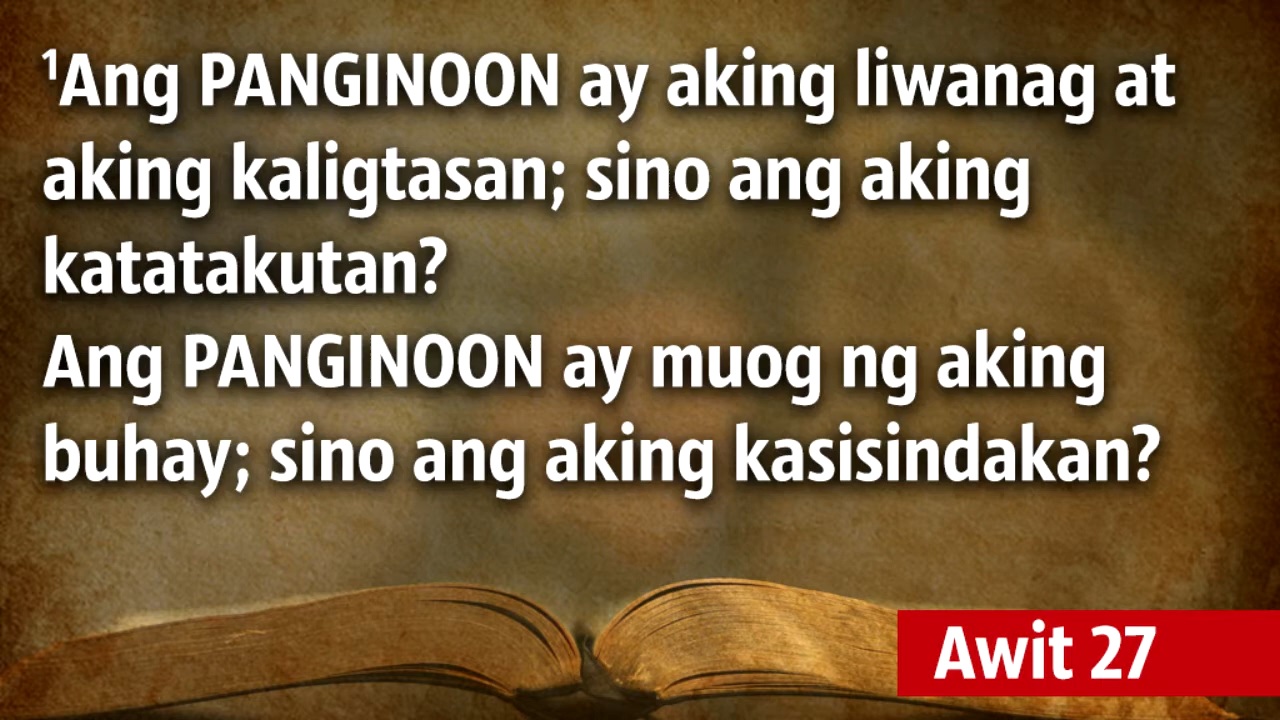 ¹Ang PANGINOON ay aking liwanag at
aking kaligtasan; sino ang aking
katatakutan?
Ang PANGINOON ay muog ng aking
buhay; sino ang aking kasisindakan?
Awit 27